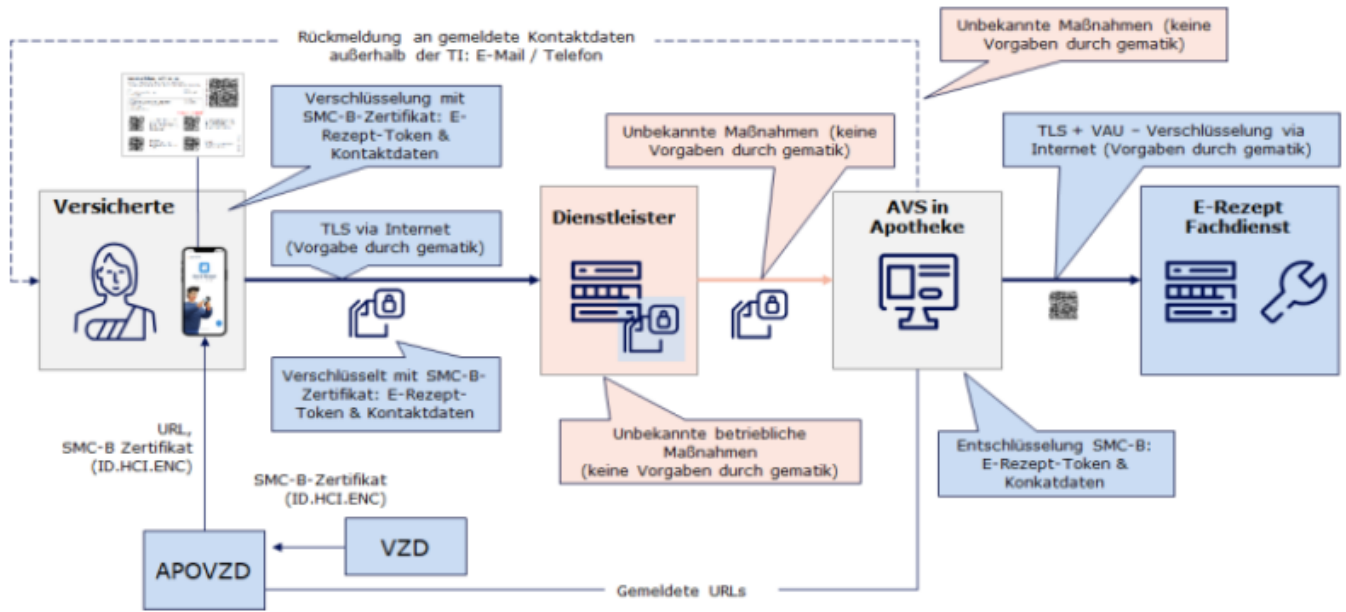 Rückmeldung an gemeldete Kontaktdaten
außerhalb der TI: E-Mail / Telefon
Unbekannte Maßnahmen (keine
Vorgaben durch gematik)
Verschlüsselung mit
SMC-B-Zertifikat: E-
Rezept-Token &
Kontaktdaten
Unbekannte Maßnahmen (keine
Vorgaben durch gematik)
TLS + VAU – Verschlüsselung via
Internet (Vorgaben durch gematik)
Versicherte
TLS via Internet
(Vorgabe durch gematik)
Dienstleister
AVS in
Apotheke
E-Rezept
Fachdienst
Verschlüsselt mit SMC-B-
Zertifikat: E-Rezept-
Token & Kontaktdaten
Unbekannte betriebliche
Maßnahmen
(keine Vorgaben durch gematik)
Entschlüsselung SMC-B:
E-Rezept-Token &
Konkatdaten
URL,
SMC-B Zertifikat
(ID.HCI.ENC)
SMC-B-Zertifikat
(ID.HCI.ENC)
APOVZD
VZD
Gemeldete URLs